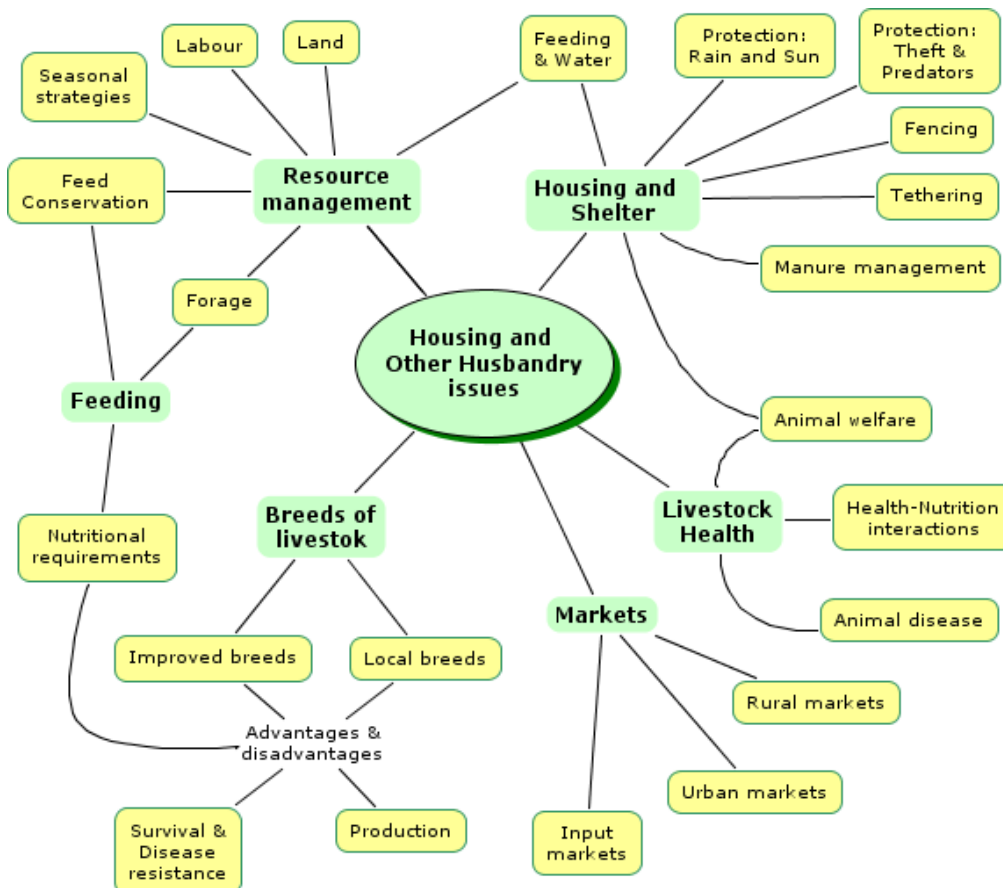 Labour
Land
Feeding
& Water
Protection:
Rain and Sun
Protection:
Theft &
Predators
Seasonal
strategies
Fencing
Feed
Conservation
Resource
management
Housing and
Shelter
Tethering
Manure management
Forage
Housing and
Other Husbandry
issues
Feeding
Animal welfare
Breeds of
livestok
Livestock
Health
Health-Nutrition
interactions
Nutritional
requirements
Markets
Animal disease
Improved breeds
Local breeds
Rural markets
Advantages &
disadvantages
Urban markets
Survival &
Disease
resistance
Production
Input
markets